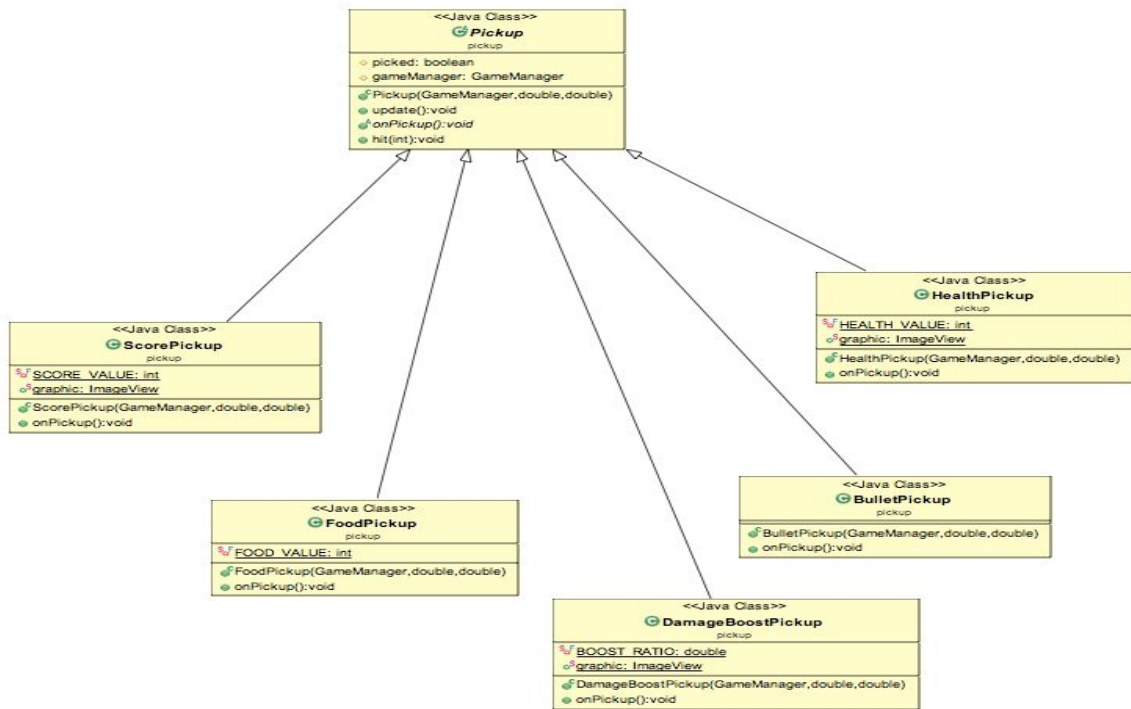 <<Java Class>>
Pickup
pickup
picked: boolean
gameManager: GameManager
Pickup(GameManager,double,double)
update():void
onPickup():void
hit(int):void
<<Java Class>>
HealthPickup
pickup
HEALTH_VALUE: int
graphic: ImageView
HealthPickup(GameManager,double,double)
onPickup():void
<<Java Class>>
ScorePickup
pickup
SCORE_VALUE: int
graphic: ImageView
ScorePickup(GameManager,double,double)
onPickup():void
<<Java Class>>
BulletPickup
pickup
BulletPickup(GameManager,double,double)
onPickup():void
<<Java Class>>
FoodPickup
pickup
FOOD_VALUE: int
FoodPickup(GameManager,double,double)
onPickup():void
<<Java Class>>
DamageBoostPickup
pickup
BOOST_RATIO: double
graphic: ImageView
DamageBoostPickup(GameManager,double,double)
onPickup():void